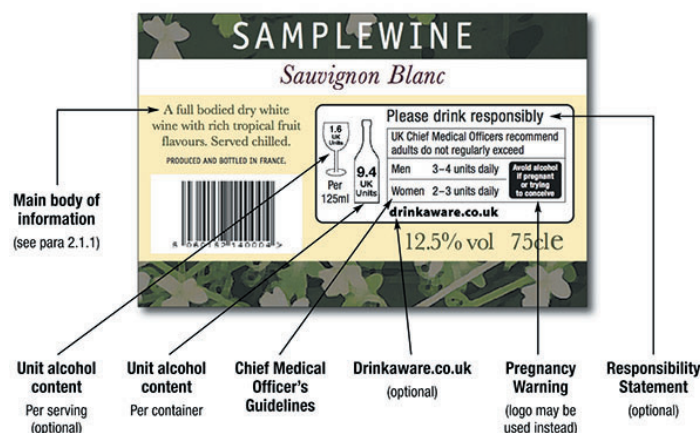 SAMPLEWINE
Sauvignon Blanc
A full bodied dry white
wine with rich tropical fruit
flavours. Served chilled.
PRODUCED AND BOTTLED IN FRANCE.
1.6
UK
Units
Per
125ml
9.4
UK
Units
Please drink responsibly
UK Chief Medical Officers recommend
adults do not regularly exceed
Men 3–4 units daily
Women 2–3 units daily
Avoid alcohol
if pregnant
or trying
to conceive
drinkaware.co.uk
12.5% vol 75cle
Main body of
information
(see para 2.1.1)
Unit alcohol
content
Per serving
(optional)
Unit alcohol
content
Per container
Chief Medical
Officer's
Guidelines
Drinkaware.co.uk
(optional)
Pregnancy
Warning
(logo may be
used instead)
Responsibility
Statement
(optional)